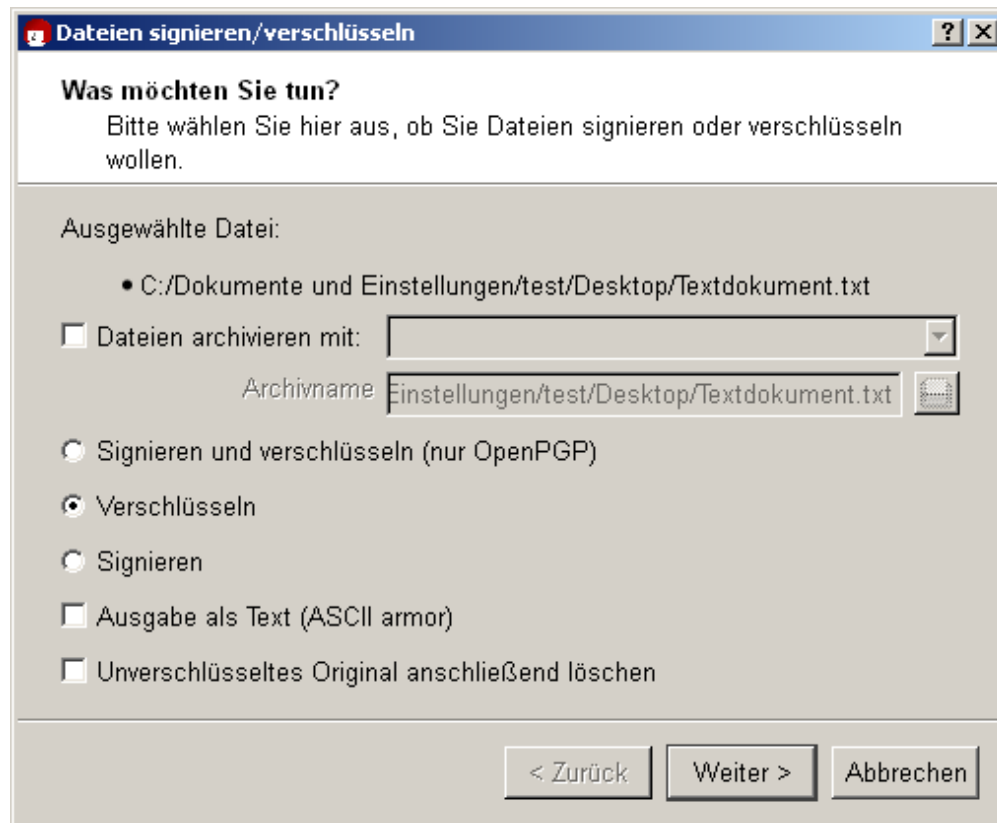 Dateien signieren/verschlüsseln
Was möchten Sie tun?
Bitte wählen Sie hier aus, ob Sie Dateien signieren oder verschlüsseln
wollen.
Ausgewählte Datei:
• C:/Dokumente und Einstellungen/test/Desktop/Textdokument.txt
Dateien archivieren mit:
Archivname Einstellungen/test/Desktop/Textdokument.txt
Signieren und verschlüsseln (nur OpenPGP)
Verschlüsseln
Signieren
Ausgabe als Text (ASCII armor)
Unverschlüsseltes Original anschließend löschen
< Zurück Weiter > Abbrechen